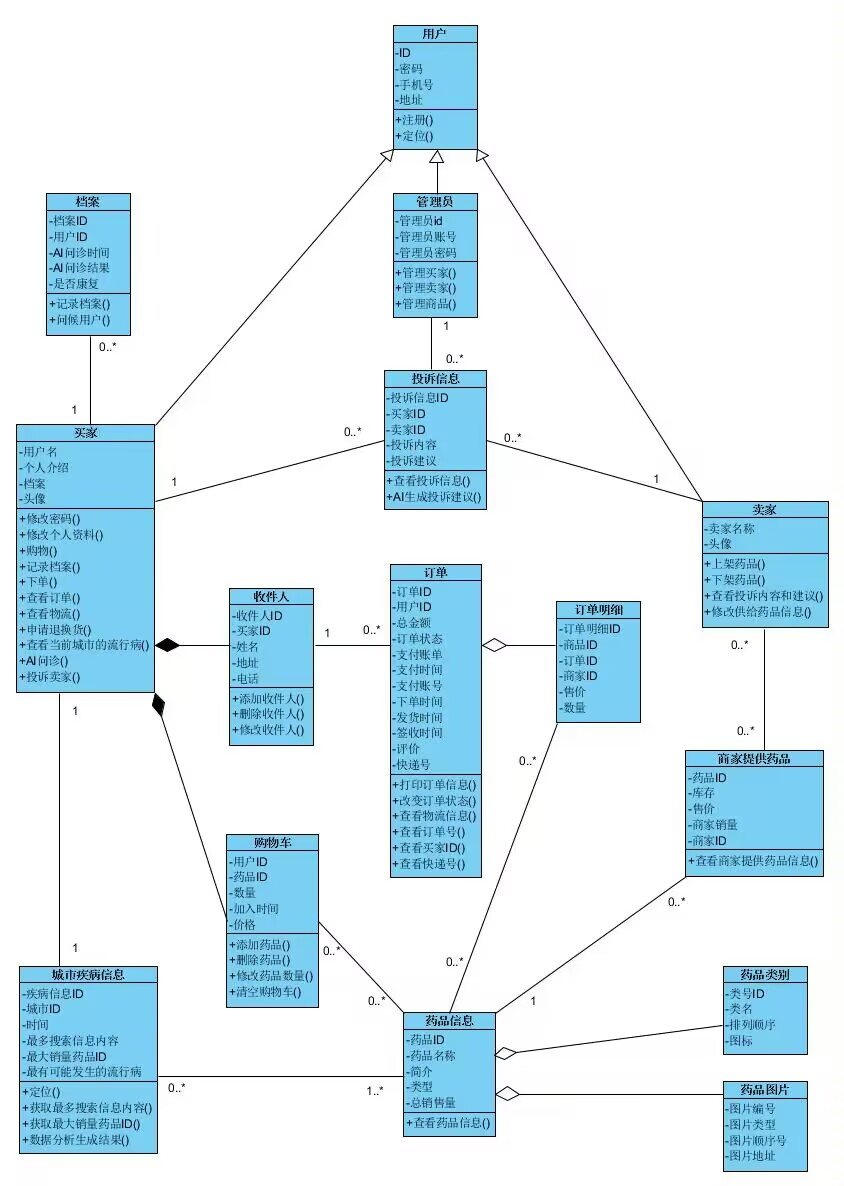 用户
-ID
-密码
-手机号
-地址
+注册()
+定位()
档案
-档案ID
-用户ID
-AI问诊时间
-AI问诊结果
-是否康复
+记录档案()
+问候用户()
管理员
-管理员id
-管理员账号
-管理员密码
+管理买家()
+管理卖家()
+管理商品()
1
0..*
0..*
1
投诉信息
-投诉信息ID
-买家ID
-卖家ID
-投诉内容
-投诉建议
+查看投诉信息()
+AI生成投诉建议()
0..*
1
0..*
1
买家
-用户名
-个人介绍
-档案
-头像
+修改密码()
+修改个人资料()
+购物()
+记录档案()
+下单()
+查看订单()
+查看物流()
+申请退换货()
+查看当前城市的流行病()
+AI问诊()
+投诉卖家()
卖家
-卖家名称
-头像
+上架药品()
+下架药品()
+查看投诉内容和建议()
+修改供给药品信息()
收件人
-收件人ID
-买家ID
-姓名
-地址
-电话
+添加收件人()
+删除收件人()
+修改收件人()
1
0..*
订单
-订单ID
-用户ID
-总金额
-订单状态
-支付账单
-支付时间
-支付账号
-下单时间
-发货时间
-签收时间
-评价
-快递号
+打印订单信息()
+改变订单状态()
+查看物流信息()
+查看订单号()
+查看买家ID()
+查看快递号()
订单明细
-订单明细ID
-商品ID
-订单ID
-商家ID
-售价
-数量
0..*
0..*
1
0..*
商家提供药品
-药品ID
-库存
-售价
-商家销量
-商家ID
+查看商家提供药品信息()
购物车
-用户ID
-药品ID
-数量
-加入时间
-价格
+添加药品()
+删除药品()
+修改药品数量()
+清空购物车()
0..*
0..*
0..*
0..*
1
1
城市疾病信息
-疾病信息ID
-城市ID
-时间
-最多搜索信息内容
-最大销量药品ID
-最有可能发生的流行病
+定位()
+获取最多搜索信息内容()
+获取最大销量药品ID()
+数据分析生成结果()
0..*
1..*
药品信息
-药品ID
-药品名称
-简介
-类型
-总销售量
+查看药品信息()
药品类别
-类号ID
-类名
-排列顺序
-图标
药品图片
-图片编号
-图片类型
-图片顺序号
-图片地址